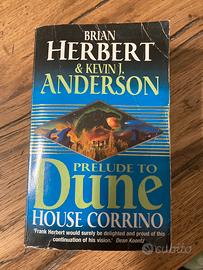 BRIAN
HERBERT
& KEVIN J.
ANDERSON
PRELUDE TO
Dune
HOUSE CORRINO
'Frank Herbert would surely be delighted and proud of this
continuation of his vision.' Dean Koontz
subito